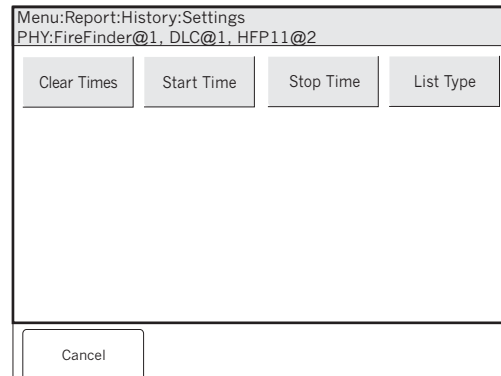 Menu:Report:History:Settings
PHY:FireFinder@1, DLC@1, HFP11@2
Clear Times Start Time Stop Time List Type
Cancel